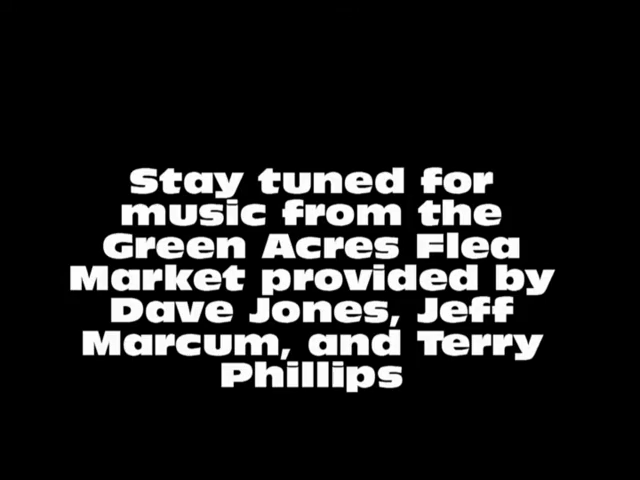 Stay tuned for
music from the
Green Acres Flea
Market provided by
Dave Jones, Jeff
Marcum, and Terry
Phillips